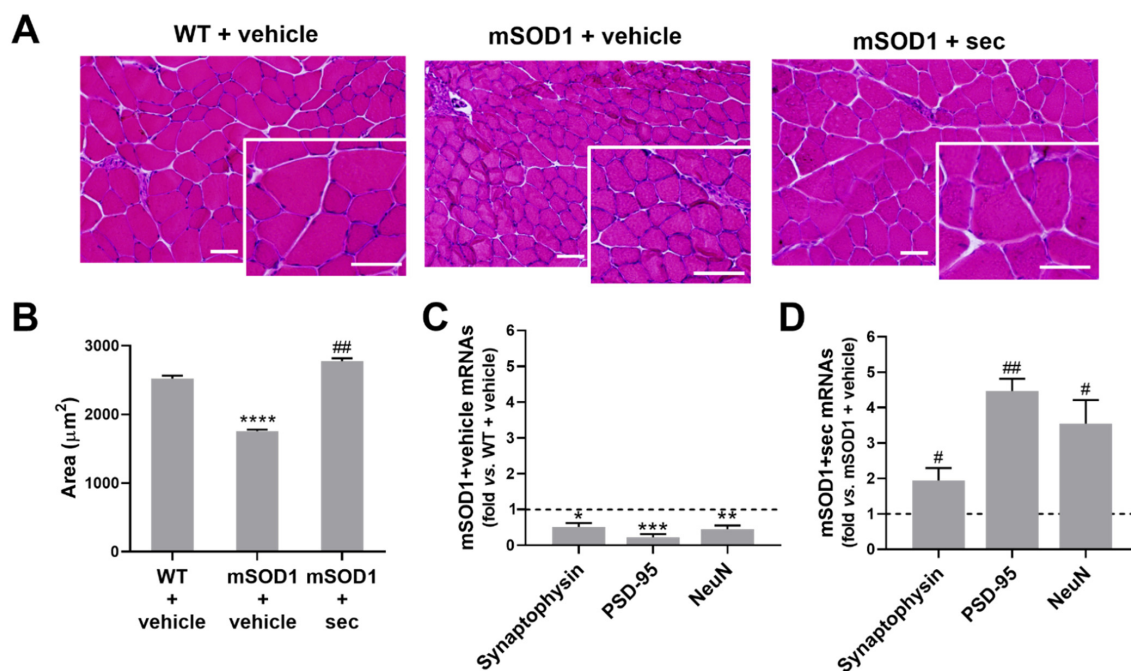 A
WT + vehicle
mSOD1 + vehicle
mSOD1 + sec
B
Area (μm²)
3000
2000
1000
0
****
##
WT
+
vehicle
mSOD1
+
vehicle
mSOD1
+
sec
C
mSOD1+vehicle mRNAs
(fold vs. WT + vehicle)
6
5
4
3
2
1
0
*
***
**
Synaptophysin
PSD-95
NeuN
D
mSOD1+sec mRNAs
(fold vs. mSOD1 + vehicle)
6
5
4
3
2
1
0
#
##
#
Synaptophysin
PSD-95
NeuN